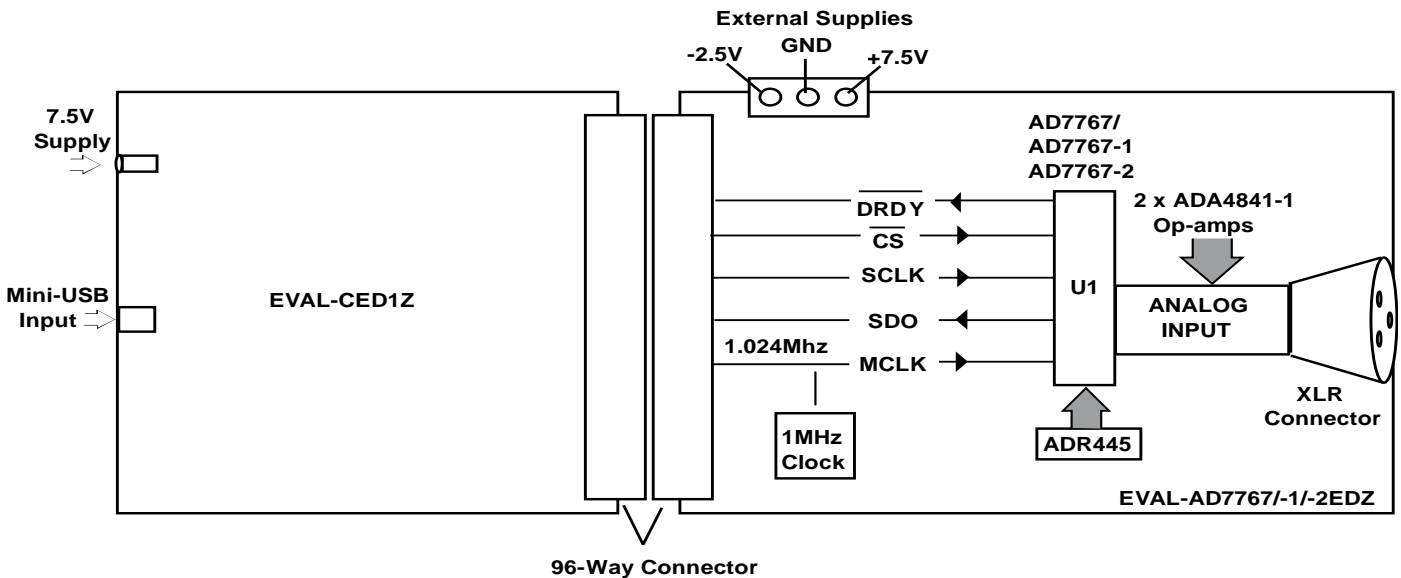 External Supplies
-2.5V
GND
+7.5V
7.5V
Supply
Mini-USB
Input
EVAL-CED1Z
AD7767/
AD7767-1
AD7767-2
DRDY
CS
SCLK
SDO
1.024Mhz
MCLK
1MHz
Clock
U1
2 x ADA4841-1
Op-amps
ANALOG
INPUT
XLR
Connector
ADR445
EVAL-AD7767/-1/-2EDZ
96-Way Connector